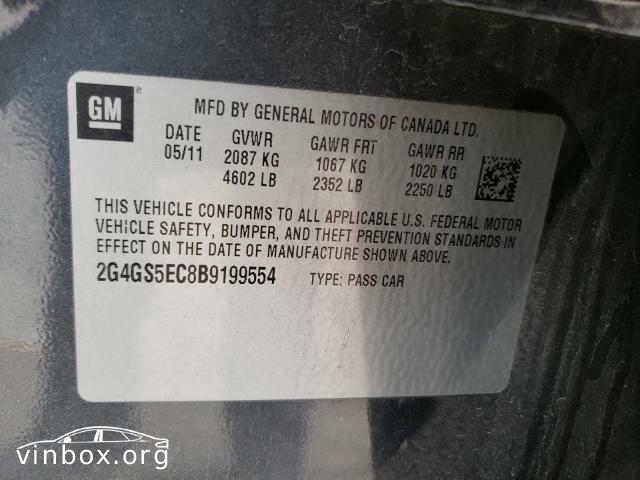 GM
MFD BY GENERAL MOTORS OF CANADA LTD.
DATE GVWR GAWR FRT GAWR RR
05/11 2087 KG 1067 KG 1020 KG
4602 LB 2352 LB 2250 LB
THIS VEHICLE CONFORMS TO ALL APPLICABLE U.S. FEDERAL MOTOR
VEHICLE SAFETY, BUMPER, AND THEFT PREVENTION STANDARDS IN
EFFECT ON THE DATE OF MANUFACTURE SHOWN ABOVE.
2G4GS5EC8B9199554 TYPE: PASS CAR
vinbox.org